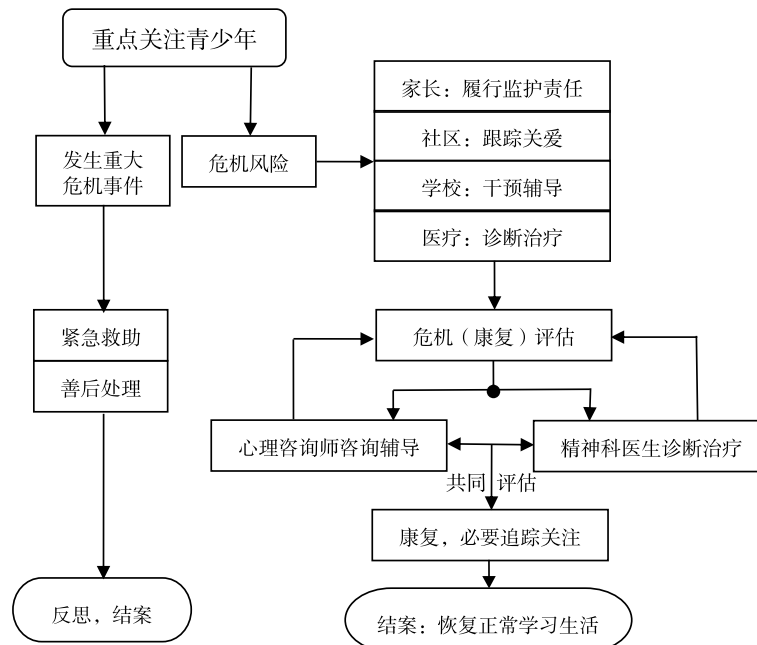 重点关注青少年
发生重大
危机事件
危机风险
家长：履行监护责任
社区：跟踪关爱
学校：干预辅导
医疗：诊断治疗
紧急救助
善后处理
危机（康复）评估
心理咨询师咨询辅导
精神科医生诊断治疗
共同 评估
康复，必要追踪关注
反思，结案
结案：恢复正常学习生活